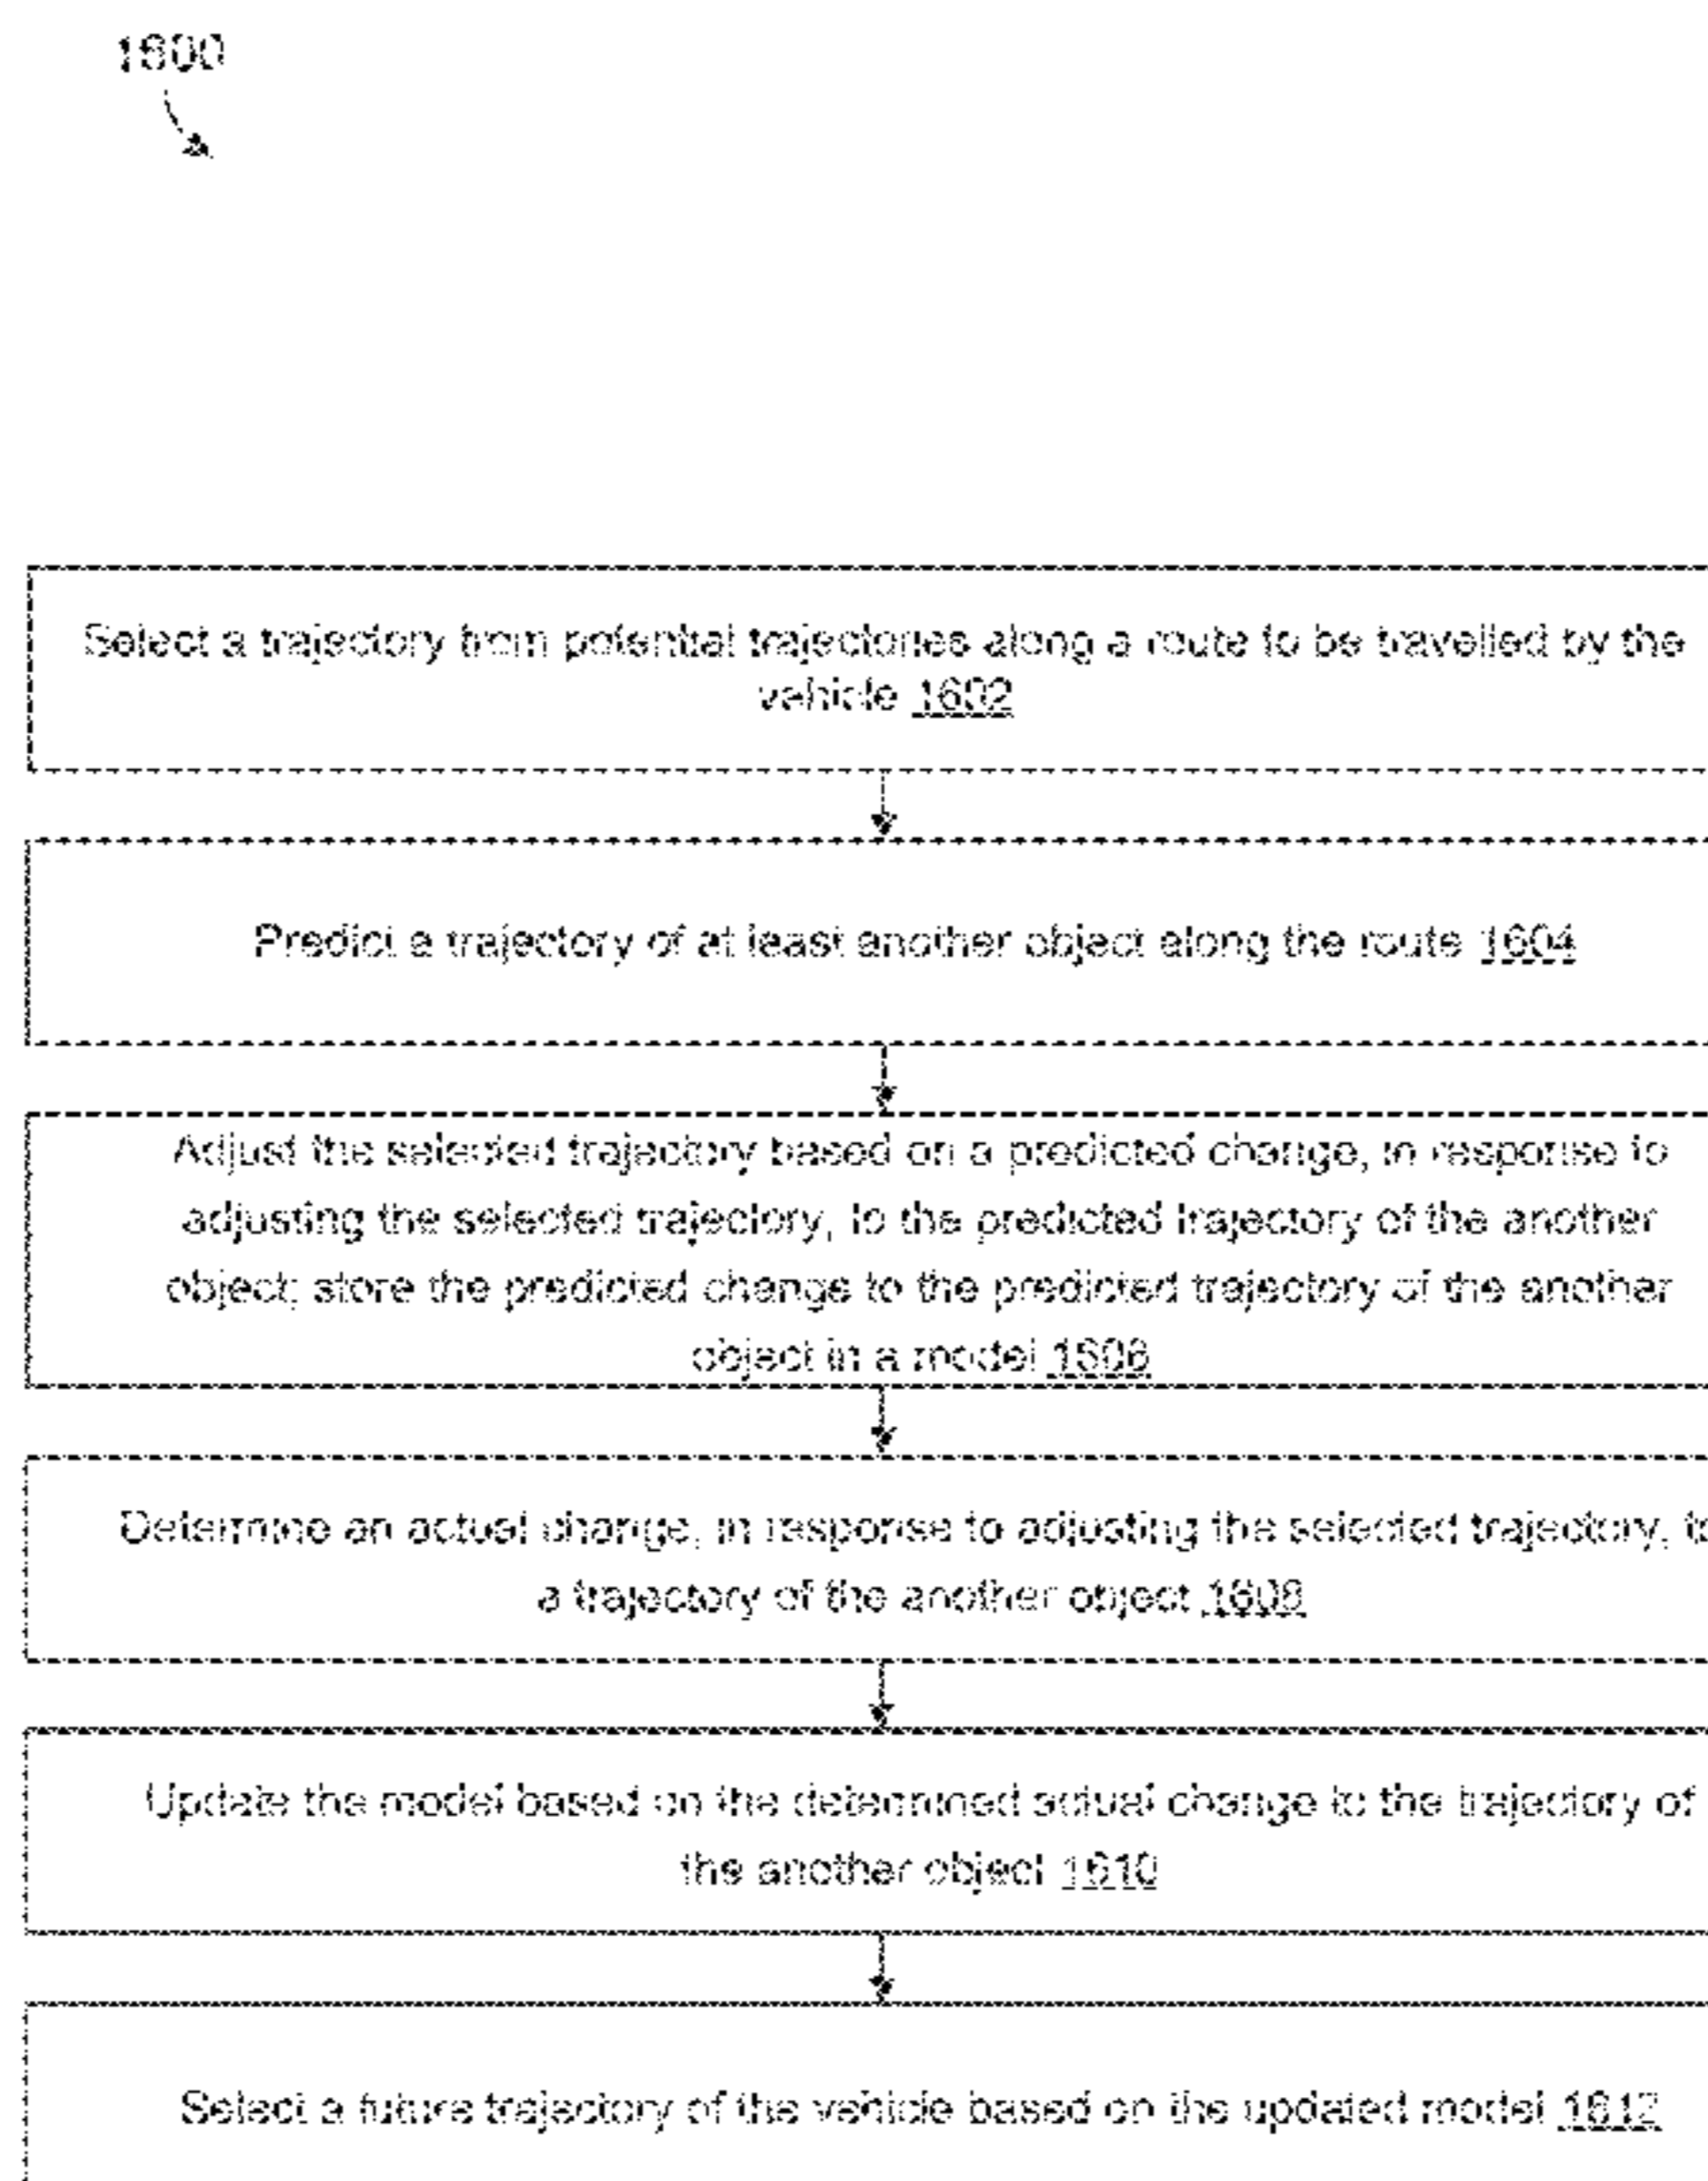 1600
Select a trajectory from potential trajectories along a route to be travelled by the
vehicle 1602
Predict a trajectory of at least another object along the route 1604
Adjust the selected trajectory based on a predicted change, in response to
adjusting the selected trajectory, to the predicted trajectory of the another
object; store the predicted change to the predicted trajectory of the another
object in a model 1606
Determine an actual change, in response to adjusting the selected trajectory, to
a trajectory of the another object 1608
Update the model based on the determined actual change to the trajectory of
the another object 1610
Select a future trajectory of the vehicle based on the updated model 1612